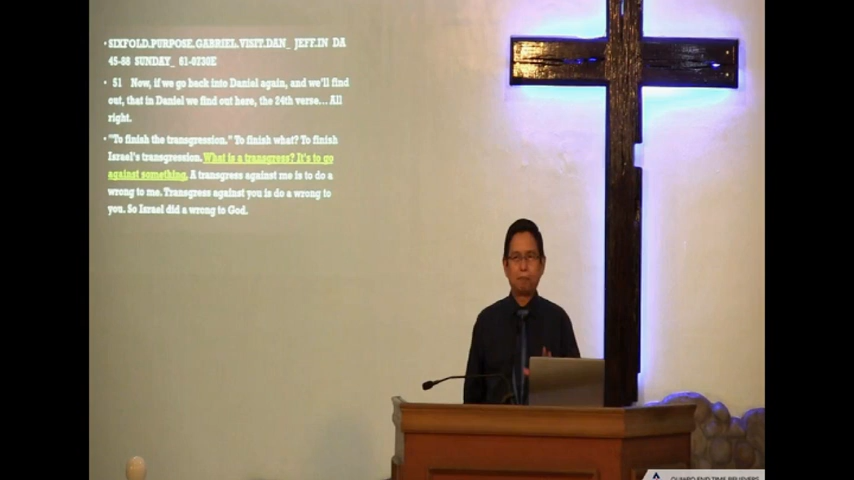 • SIXFOLD.PURPOSE.GABRIEL.VISIT.DAN_ JEFF.IN DA
45-88 SUNDAY_ 61-0730E
• 51 Now, if we go back into Daniel again, and we'll find
out, that in Daniel we find out here, the 24th verse... All
right.
• "To finish the transgression." To finish what? To finish
Israel's transgression. What is a transgress? It's to go
against something. A transgress against me is to do a
wrong to me. Transgress against you is do a wrong to
you. So Israel did a wrong to God.
END TIME BELIEVERS